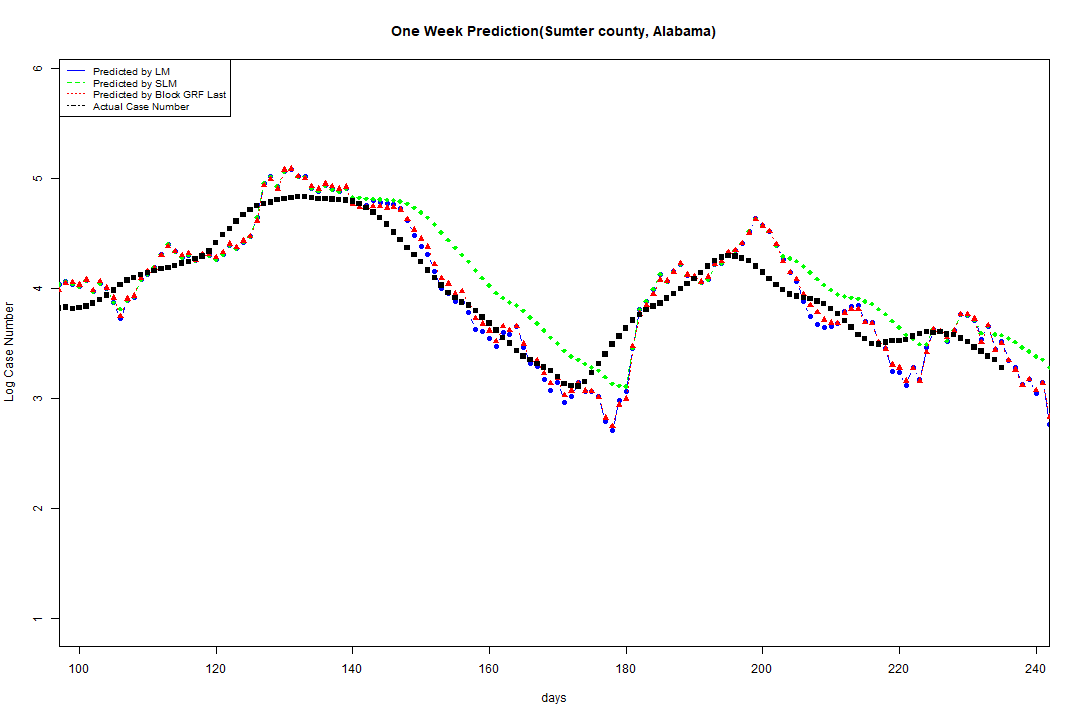 One Week Prediction(Sumter county, Alabama)
Predicted by LM
Predicted by SLM
Predicted by Block GRF Last
Actual Case Number
6
5
4
3
2
1
Log Case Number
100 120 140 160 180 200 220 240
days